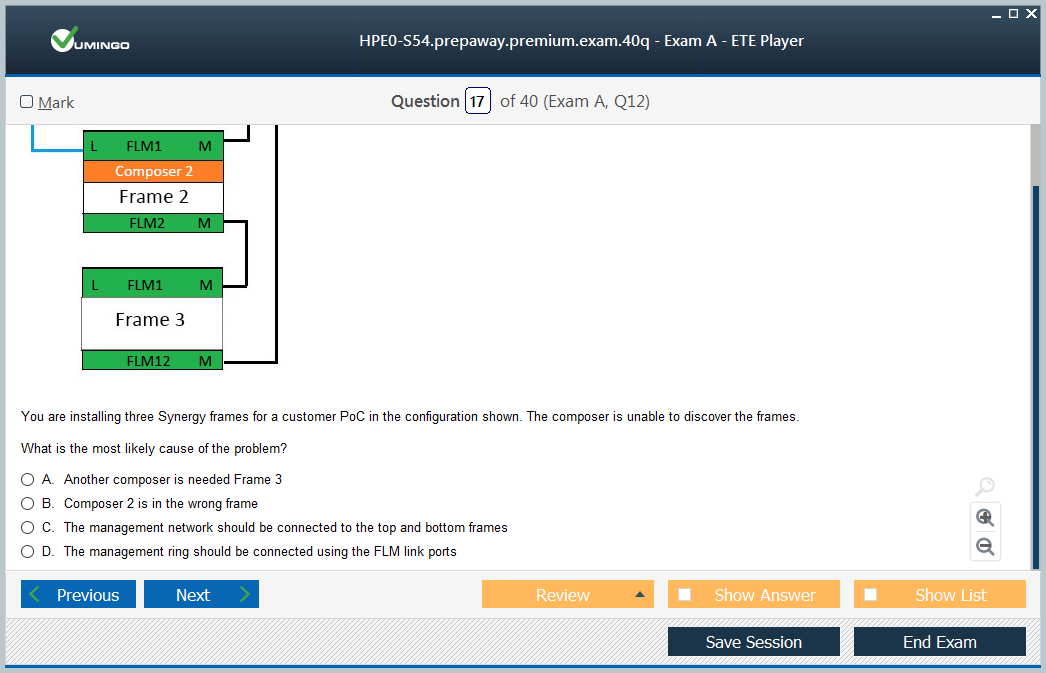 VUMINGO
HPE0-S54.prepaway.premium.exam.40q - Exam A - ETE Player
Mark
Question 17 of 40 (Exam A, Q12)
L FLM1 M
Composer 2
Frame 2
FLM2 M
L FLM1 M
Frame 3
FLM12 M
You are installing three Synergy frames for a customer PoC in the configuration shown. The composer is unable to discover the frames.
What is the most likely cause of the problem?
A. Another composer is needed Frame 3
B. Composer 2 is in the wrong frame
C. The management network should be connected to the top and bottom frames
D. The management ring should be connected using the FLM link ports
Previous Next Review Show Answer Show List
Save Session End Exam